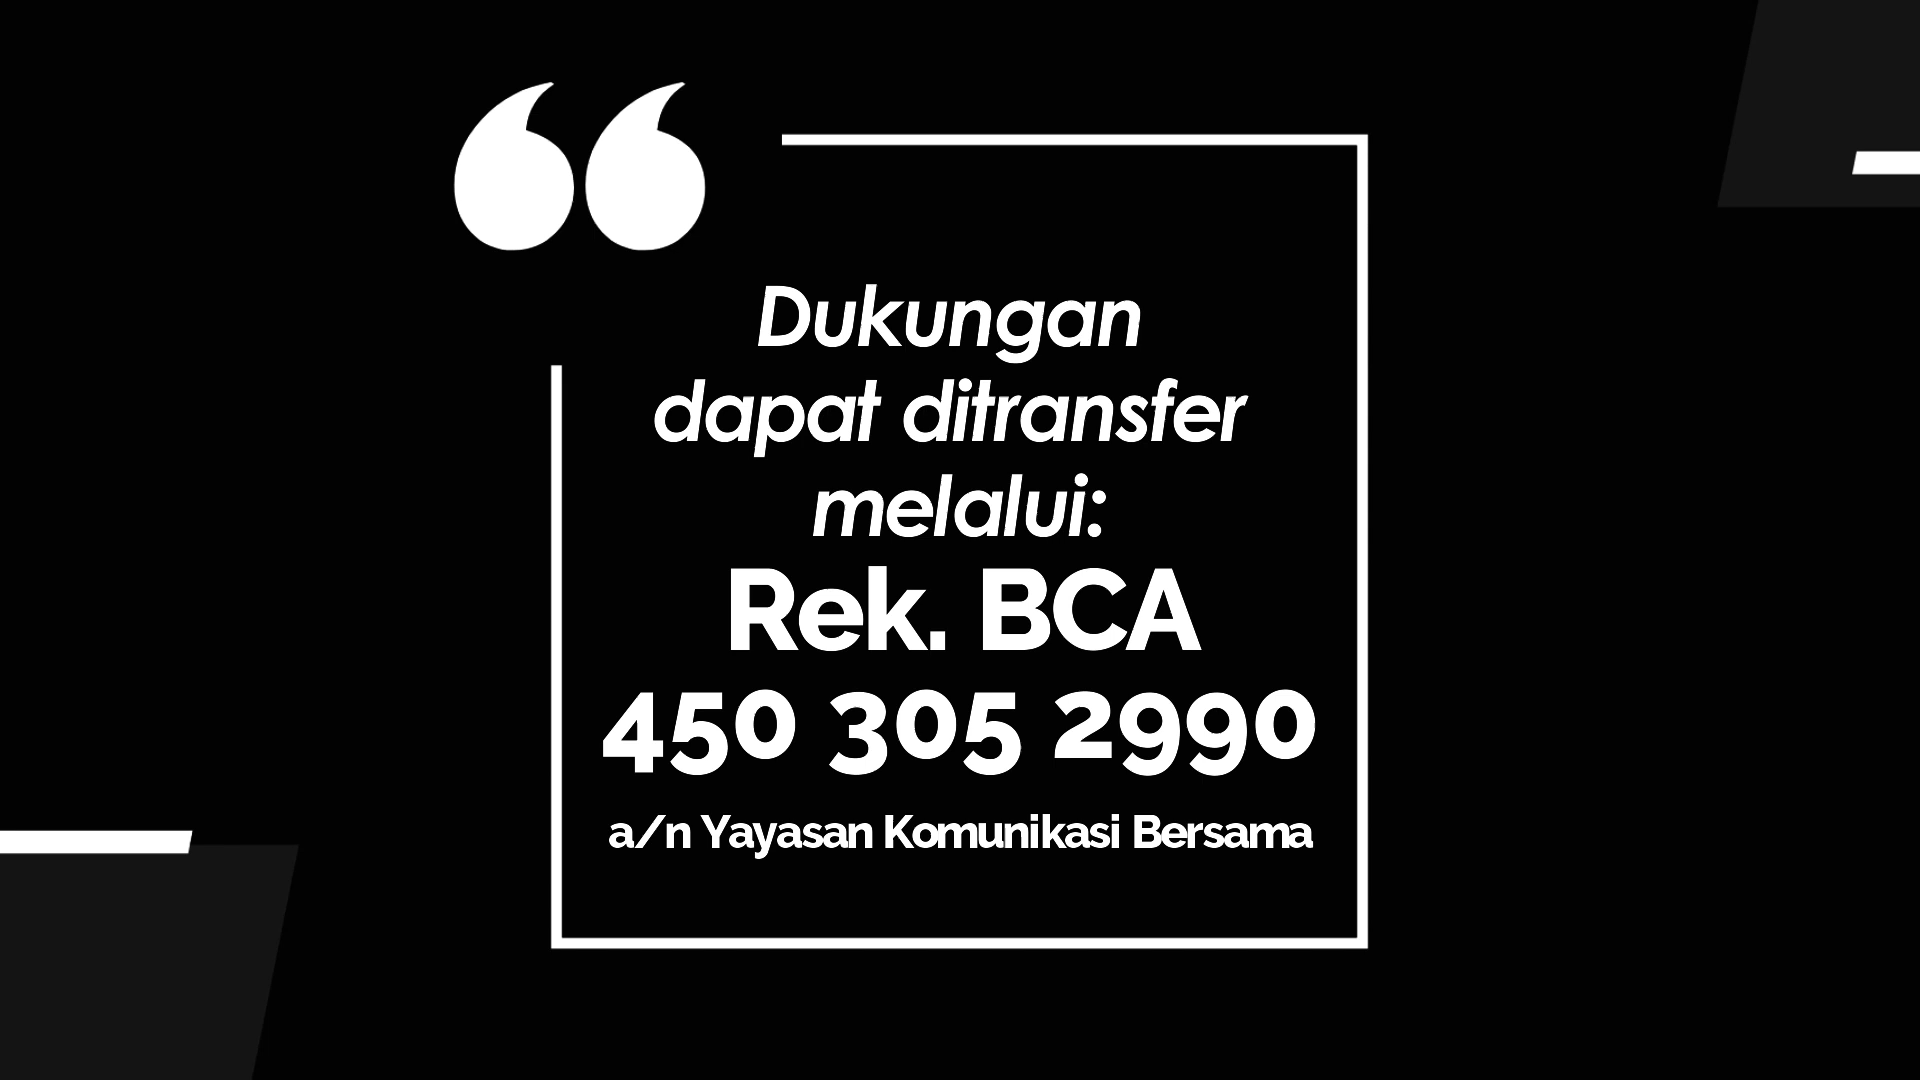 Dukungan
dapat ditransfer
melalui:
Rek. BCA
450 305 2990
a/n Yayasan Komunikasi Bersama